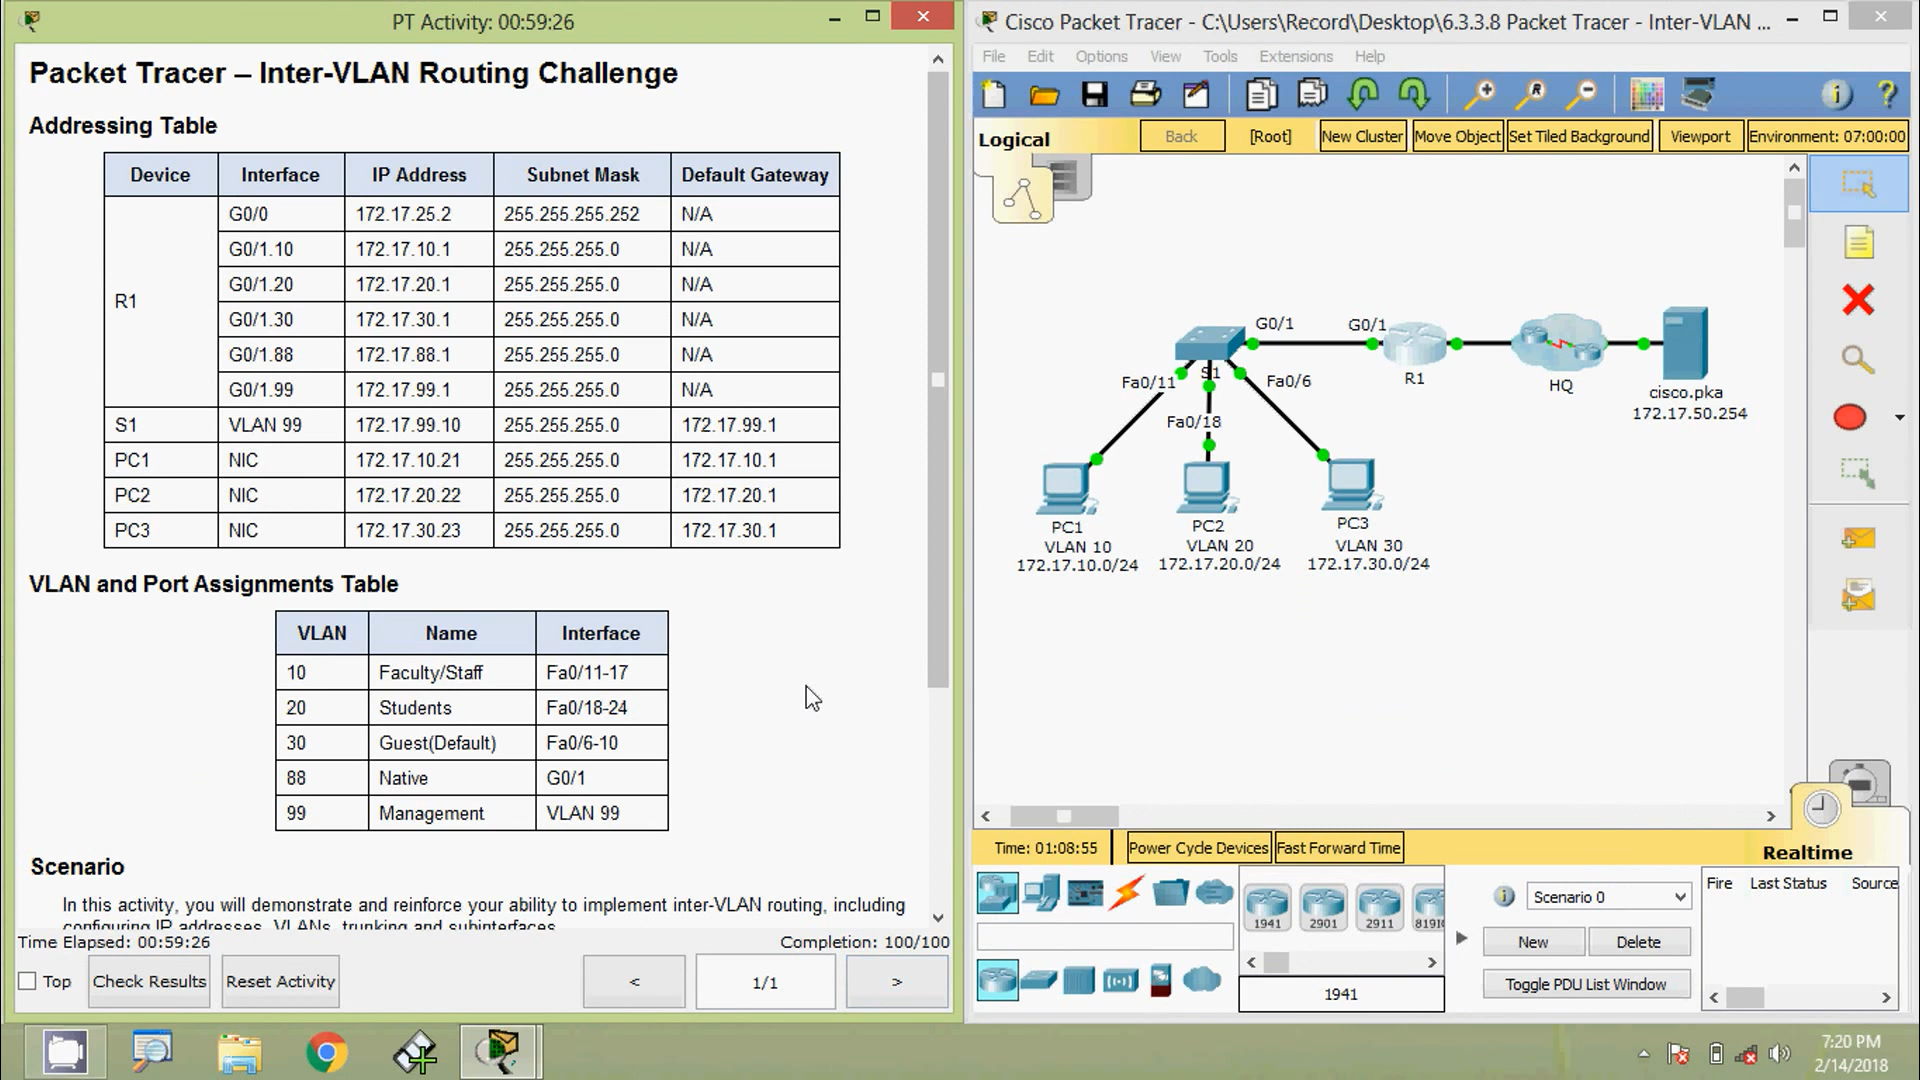 PT Activity: 00:59:26
Packet Tracer – Inter-VLAN Routing Challenge
Addressing Table
Device Interface IP Address Subnet Mask Default Gateway
R1
G0/0 172.17.25.2 255.255.255.252 N/A
G0/1.10 172.17.10.1 255.255.255.0 N/A
G0/1.20 172.17.20.1 255.255.255.0 N/A
G0/1.30 172.17.30.1 255.255.255.0 N/A
G0/1.88 172.17.88.1 255.255.255.0 N/A
G0/1.99 172.17.99.1 255.255.255.0 N/A
S1 VLAN 99 172.17.99.10 255.255.255.0 172.17.99.1
PC1 NIC 172.17.10.21 255.255.255.0 172.17.10.1
PC2 NIC 172.17.20.22 255.255.255.0 172.17.20.1
PC3 NIC 172.17.30.23 255.255.255.0 172.17.30.1
VLAN and Port Assignments Table
VLAN Name Interface
10 Faculty/Staff Fa0/11-17
20 Students Fa0/18-24
30 Guest(Default) Fa0/6-10
88 Native G0/1
99 Management VLAN 99
Scenario
In this activity, you will demonstrate and reinforce your ability to implement inter-VLAN routing, including
configuring IP addresses, VLANs, trunking and subinterfaces.
Time Elapsed: 00:59:26 Completion: 100/100
Top Check Results Reset Activity < 1/1 >
Cisco Packet Tracer - C:\Users\Record\Desktop\6.3.3.8 Packet Tracer - Inter-VLAN ...
File Edit Options View Tools Extensions Help
Logical Back [Root] New Cluster Move Object Set Tiled Background Viewport Environment: 07:00:00
G0/1 G0/1
S1
R1
HQ
cisco.pka
172.17.50.254
Fa0/11 Fa0/6
Fa0/18
PC1 PC2 PC3
VLAN 10 VLAN 20 VLAN 30
172.17.10.0/24 172.17.20.0/24 172.17.30.0/24
Time: 01:08:55 Power Cycle Devices Fast Forward Time
Realtime
1941 2901 2911 819IO
1941
Scenario 0
New Delete
Toggle PDU List Window
Fire Last Status Source
7:20 PM
2/14/2018